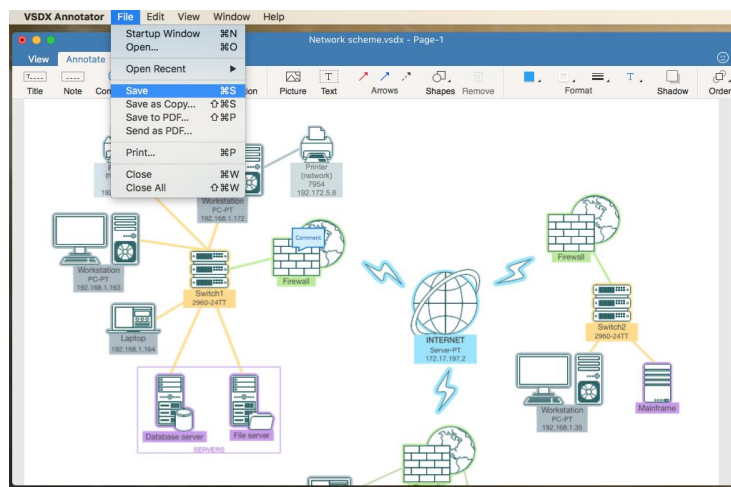 VSDX Annotator File Edit View Window Help
Network scheme.vsdx - Page-1
Startup Window ⌘N
Open... ⌘O
Open Recent ▶
Save ⌘S
Save as Copy... ⇧⌘S
Save to PDF... ⇧⌘P
Send as PDF...
Print... ⌘P
Close ⌘W
Close All ⇧⌘W
View Annotate
Title Note Picture Text Arrows Shapes Remove Format Shadow Order
Printer
(network)
7954
192.172.5.8
Workstation
PC-PT
192.168.1.172
Workstation
PC-PT
192.168.1.163
Switch1
2960-24TT
Comment
Firewall
Laptop
192.168.1.164
Database server
File server
SERVERS
INTERNET
Server-PT
172.17.197.2
Firewall
Switch2
2960-24TT
Workstation
PC-PT
192.168.1.35
Mainframe